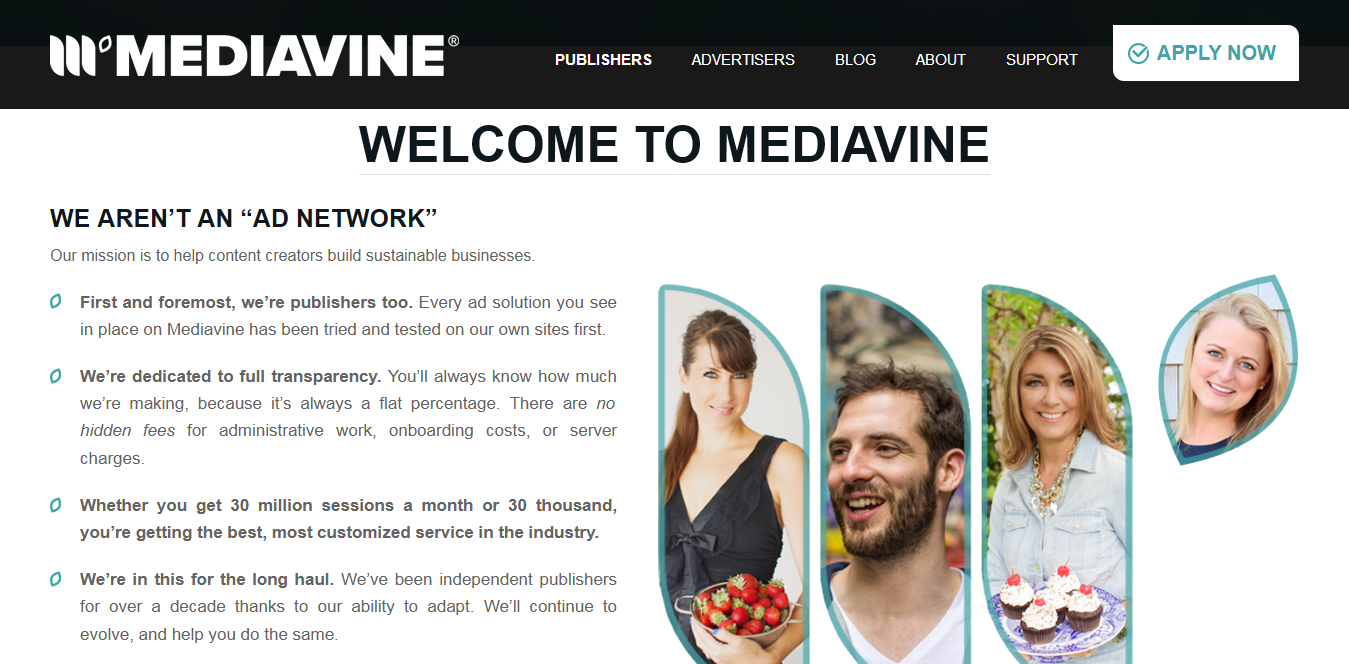 MEDIAVINE®
PUBLISHERS ADVERTISERS BLOG ABOUT SUPPORT APPLY NOW
WELCOME TO MEDIAVINE
WE AREN’T AN “AD NETWORK”
Our mission is to help content creators build sustainable businesses.
First and foremost, we’re publishers too. Every ad solution you see
in place on Mediavine has been tried and tested on our own sites first.
We’re dedicated to full transparency. You’ll always know how much
we’re making, because it’s always a flat percentage. There are no
hidden fees for administrative work, onboarding costs, or server
charges.
Whether you get 30 million sessions a month or 30 thousand,
you’re getting the best, most customized service in the industry.
We’re in this for the long haul. We’ve been independent publishers
for over a decade thanks to our ability to adapt. We’ll continue to
evolve, and help you do the same.